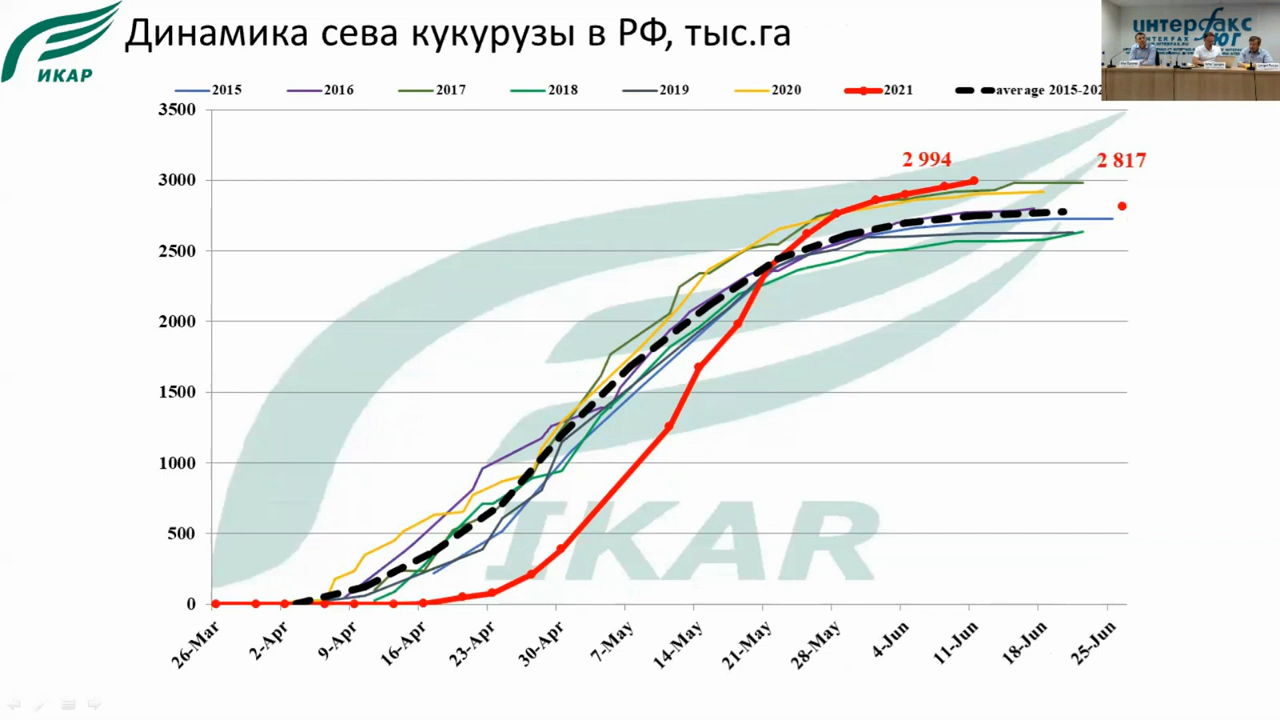 Динамика сева кукурузы в РФ, тыс.га
ИКАР
интерфакс
ЮГ
2015 2016 2017 2018 2019 2020 2021 average 2015-202
3500
3000
2500
2000
1500
1000
500
0
2 994
2 817
IKAR
26-Mar 2-Apr 9-Apr 16-Apr 23-Apr 30-Apr 7-May 14-May 21-May 28-May 4-Jun 11-Jun 18-Jun 25-Jun